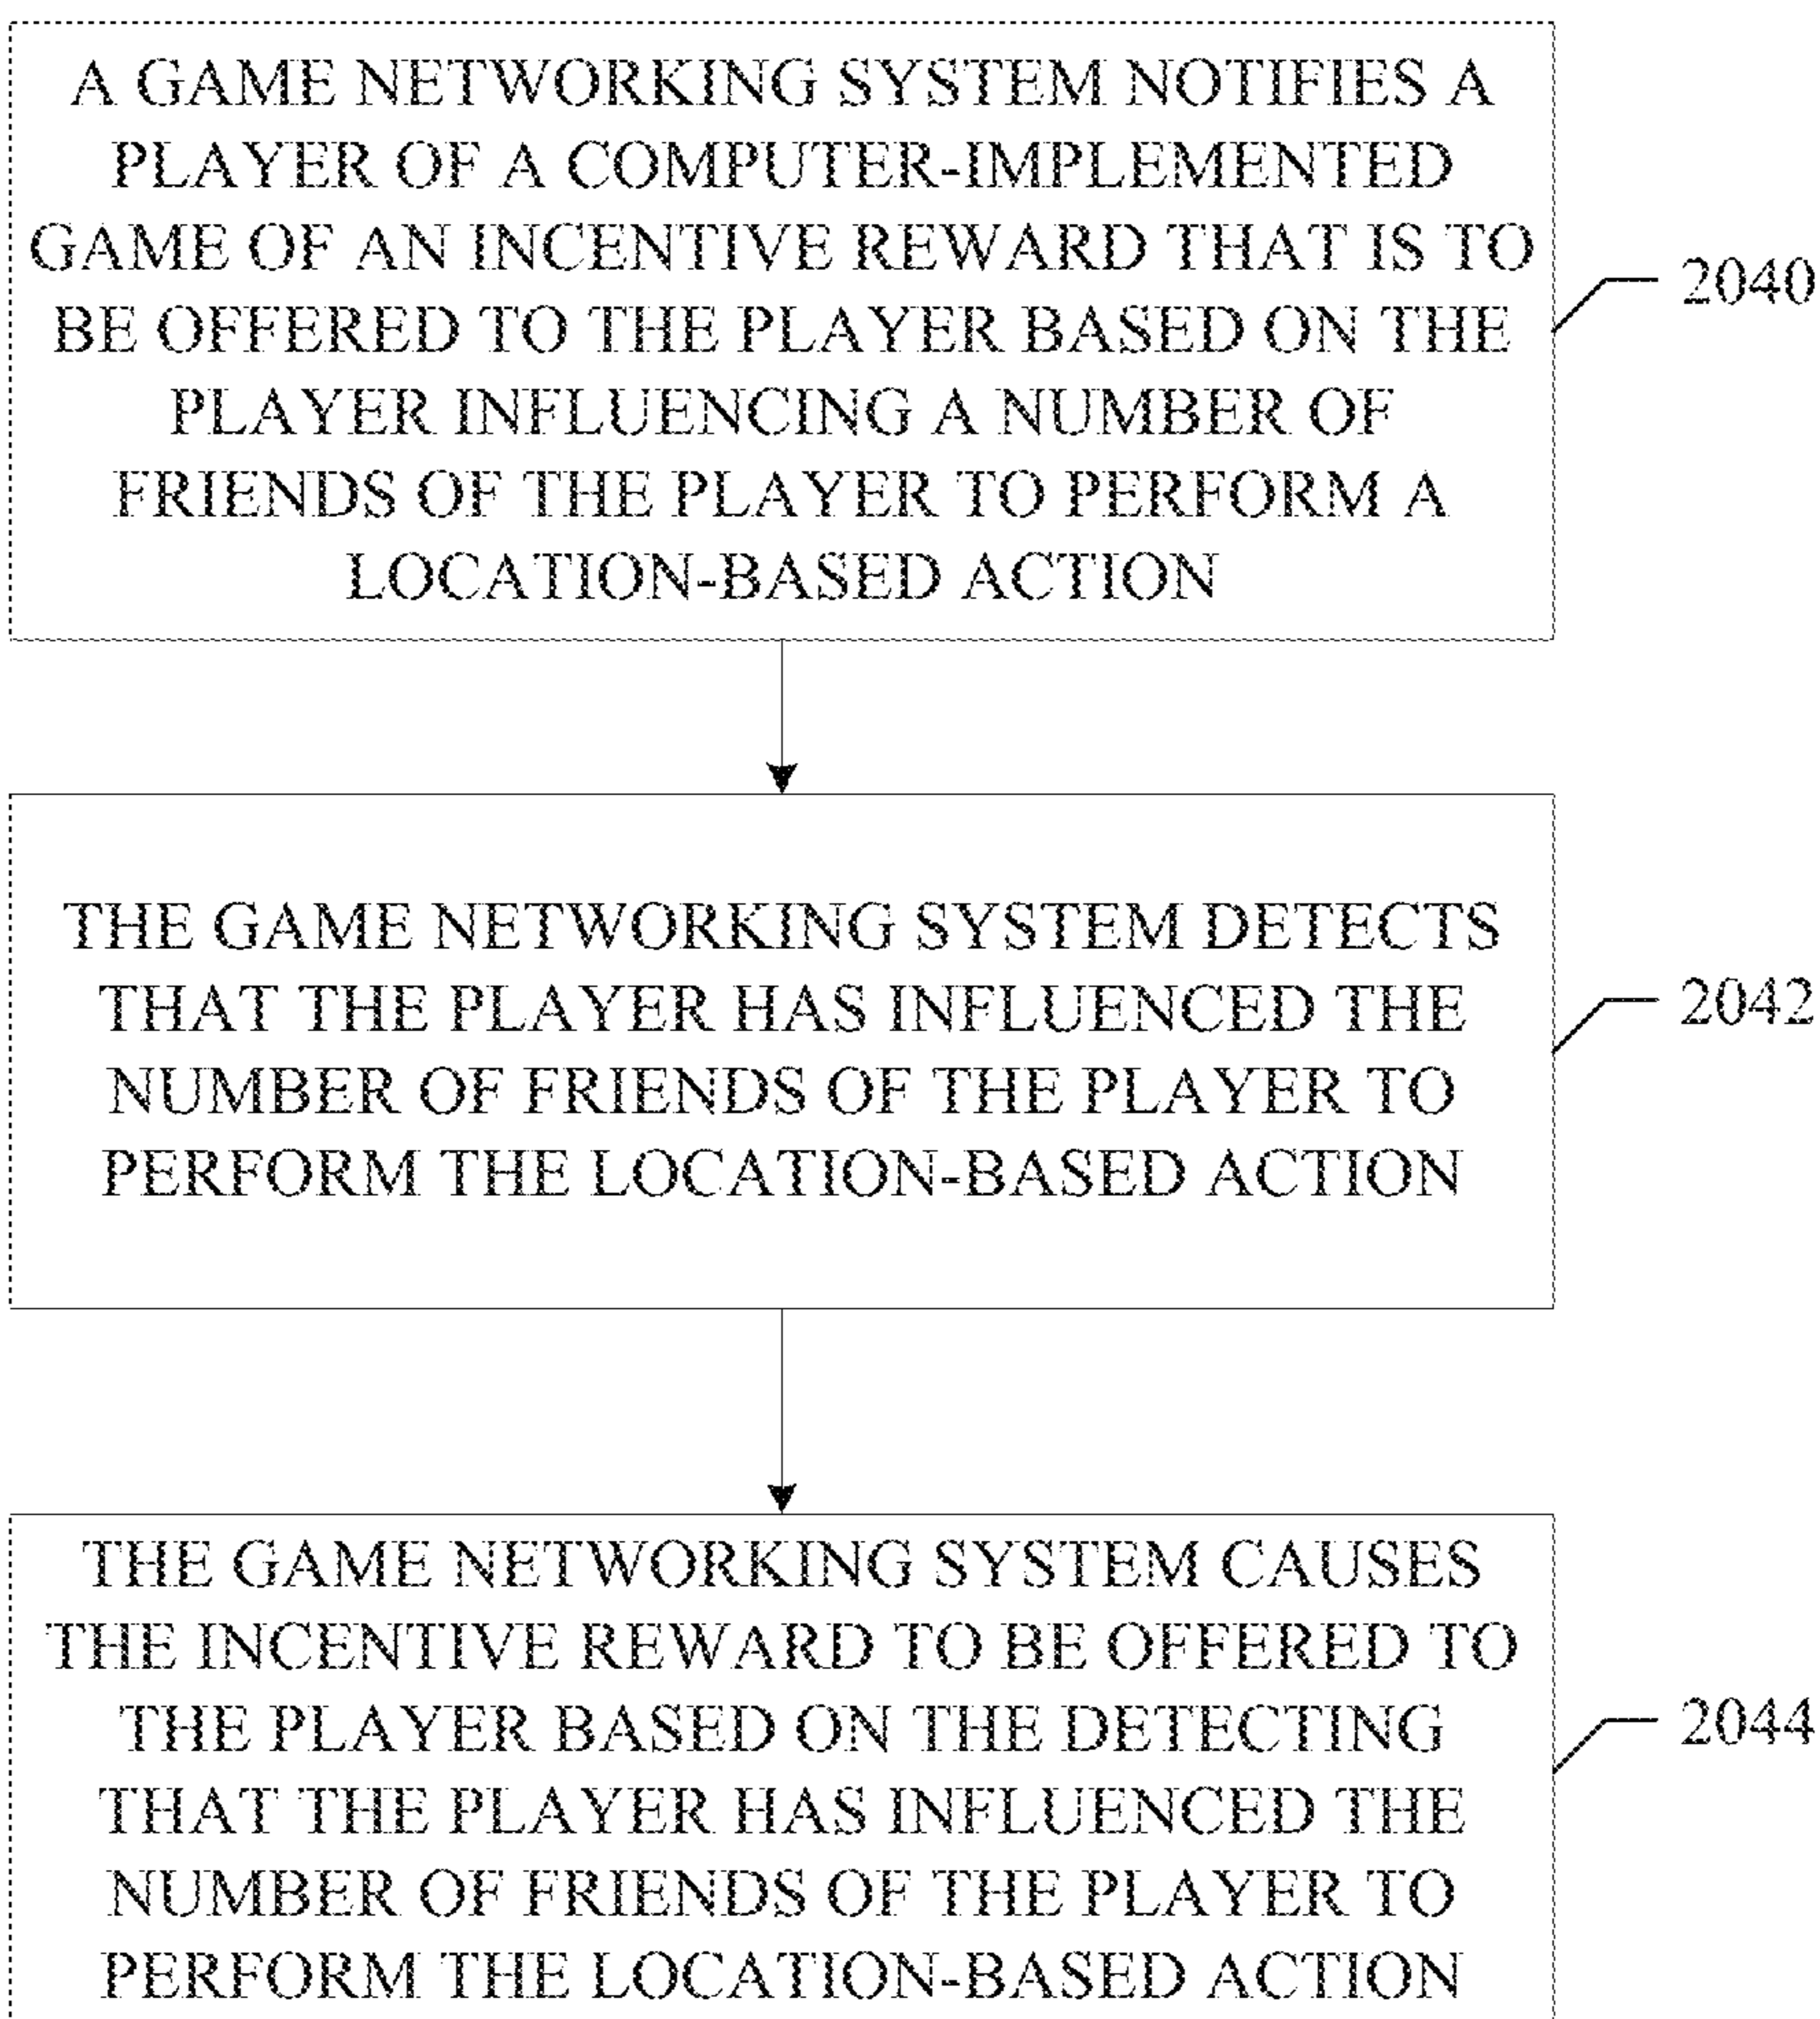 A GAME NETWORKING SYSTEM NOTIFIES A
PLAYER OF A COMPUTER-IMPLEMENTED
GAME OF AN INCENTIVE REWARD THAT IS TO
BE OFFERED TO THE PLAYER BASED ON THE
PLAYER INFLUENCING A NUMBER OF
FRIENDS OF THE PLAYER TO PERFORM A
LOCATION-BASED ACTION
2040
THE GAME NETWORKING SYSTEM DETECTS
THAT THE PLAYER HAS INFLUENCED THE
NUMBER OF FRIENDS OF THE PLAYER TO
PERFORM THE LOCATION-BASED ACTION
2042
THE GAME NETWORKING SYSTEM CAUSES
THE INCENTIVE REWARD TO BE OFFERED TO
THE PLAYER BASED ON THE DETECTING
THAT THE PLAYER HAS INFLUENCED THE
NUMBER OF FRIENDS OF THE PLAYER TO
PERFORM THE LOCATION-BASED ACTION
2044